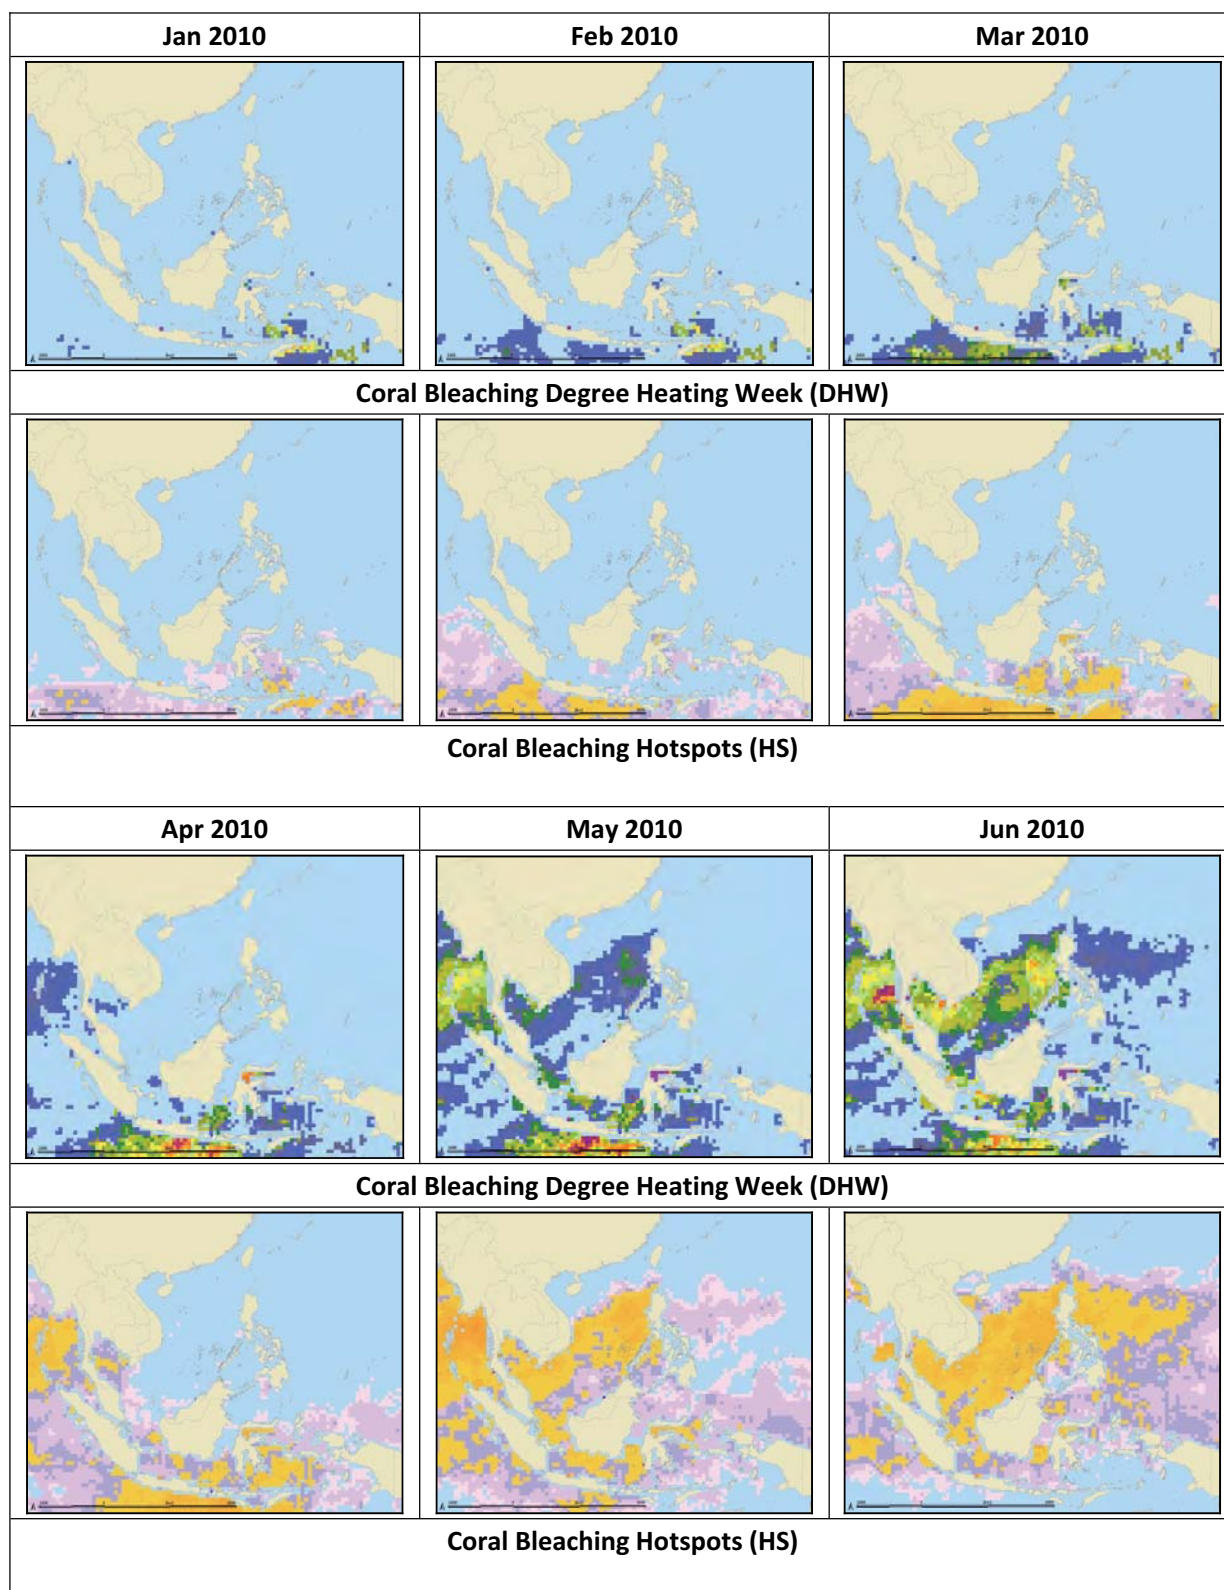 Jan 2010
Feb 2010
Mar 2010
Coral Bleaching Degree Heating Week (DHW)
Coral Bleaching Hotspots (HS)
Apr 2010
May 2010
Jun 2010
Coral Bleaching Degree Heating Week (DHW)
Coral Bleaching Hotspots (HS)